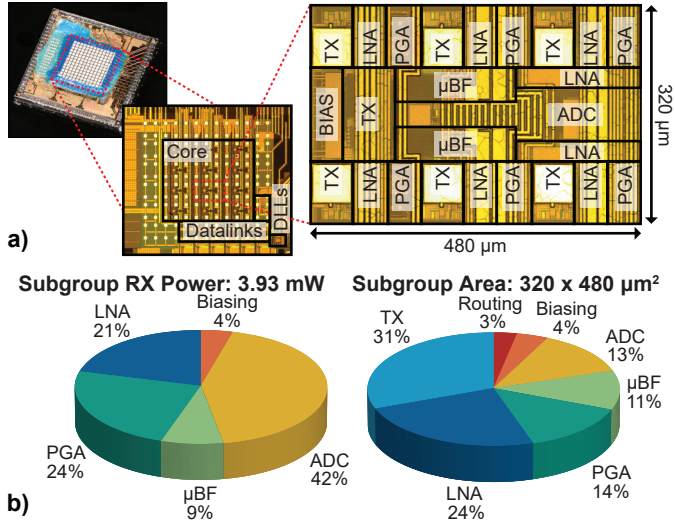 TX
LNA
PGA
TX
LNA
PGA
TX
LNA
PGA
BIAS
TX
µBF
LNA
ADC
µBF
LNA
TX
LNA
PGA
TX
LNA
PGA
TX
LNA
PGA
320 µm
480 µm
Core
DLLs
Datalinks
a)
Subgroup RX Power: 3.93 mW
LNA
21%
Biasing
4%
PGA
24%
µBF
9%
ADC
42%
Subgroup Area: 320 x 480 µm²
TX
31%
Routing
3%
Biasing
4%
ADC
13%
µBF
11%
PGA
14%
LNA
24%
b)